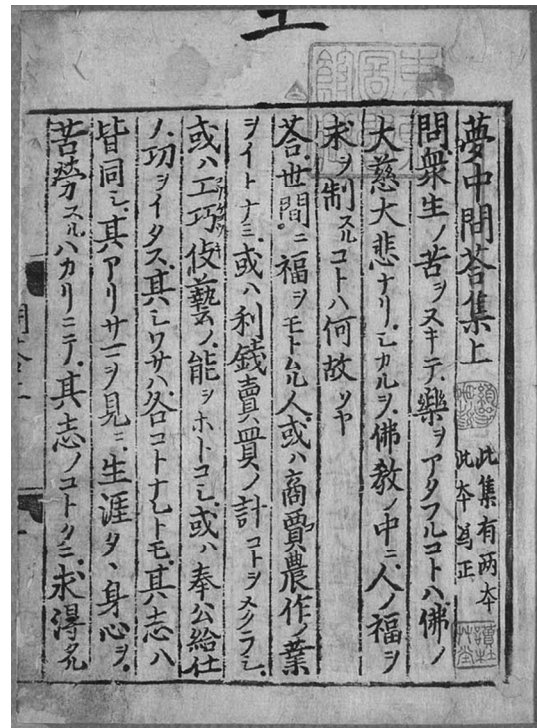 夢中問答集上
此集有両本
此本為正
問衆生ノ苦ヲヌキテ樂ヲアタフルコトハ佛ノ
大慈大悲ナリシカルヲ佛教ノ中ニ人ノ福ヲ
求ヲ制スルコトハ何故ソヤ
荅世間ニ福ヲモトムル人或ハ商賈農作ノ業
ヲイトナミ或ハ利錢賣買ノ計コトヲメクラシ
或ハ工巧伎藝ノ能ヲホトコシ或ハ奉公給仕
ノ功ヲイタス其シワサハ各コトナレトモ其志ハ
皆同シ其アリサマヲ見ニ生涯タヽ身心ヲ
苦勞スルハカリニテ其志ノコトクニ求得タ